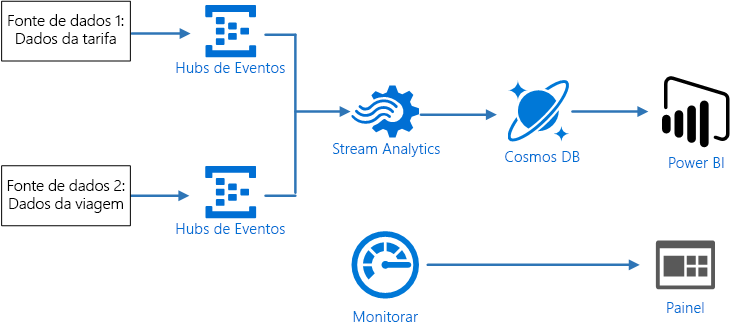 Fonte de dados 1:
Dados da tarifa
Hubs de Eventos
Stream Analytics
Cosmos DB
Power BI
Fonte de dados 2:
Dados da viagem
Hubs de Eventos
Monitorar
Painel